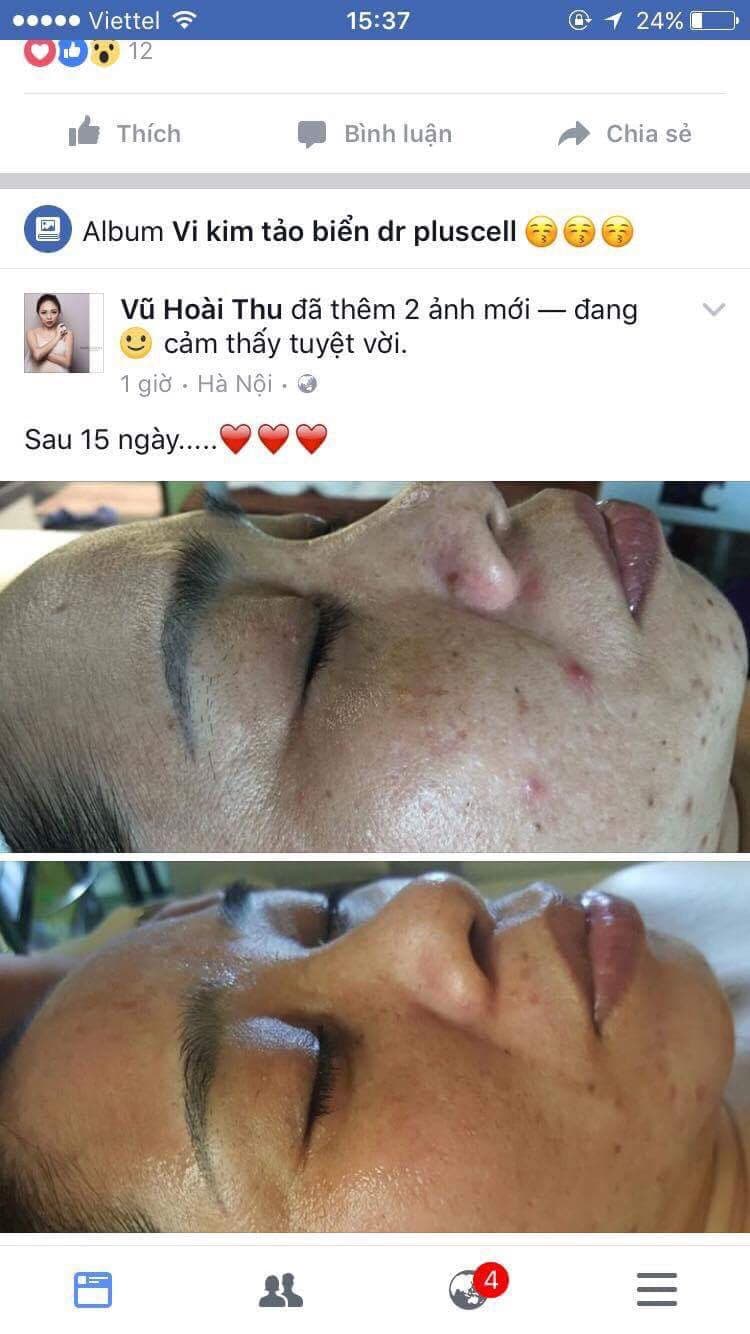 Viettel 15:37 24%
12
Thích Bình luận Chia sẻ
Album Vi kim tảo biển dr pluscell 😚😚😚
Vũ Hoài Thu đã thêm 2 ảnh mới — đang
🙂 cảm thấy tuyệt vời.
1 giờ · Hà Nội ·
Sau 15 ngày.....❤️❤️❤️
4